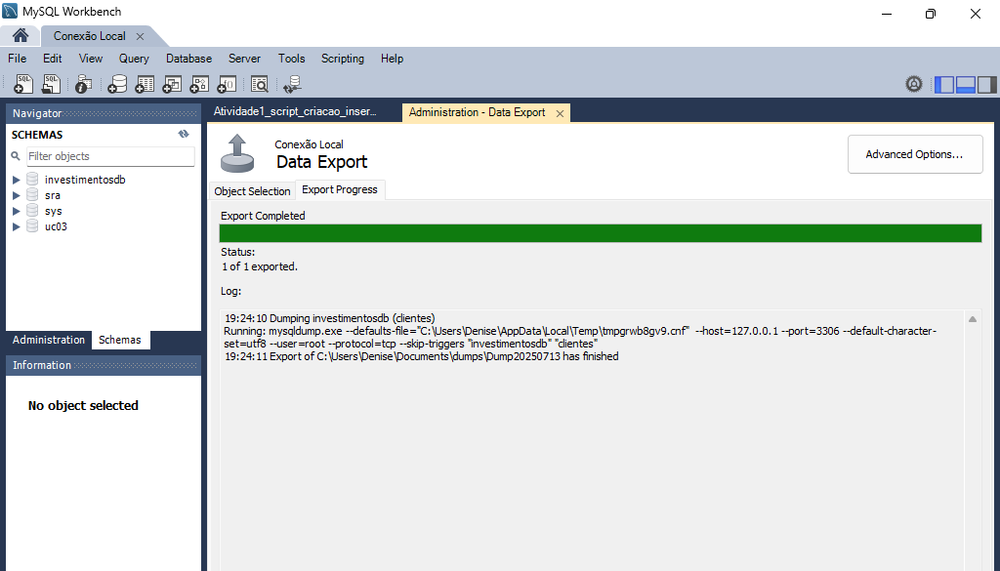 MySQL Workbench
Conexão Local
File Edit View Query Database Server Tools Scripting Help
Navigator
SCHEMAS
Filter objects
investimentosdb
sra
sys
uc03
Administration Schemas
Information
No object selected
Atividade1_script_criacao_inser...
Administration - Data Export
Conexão Local
Data Export
Advanced Options...
Object Selection Export Progress
Export Completed
Status:
1 of 1 exported.
Log:
19:24:10 Dumping investimentosdb (clientes)
Running: mysqldump.exe --defaults-file="C:\Users\Denise\AppData\Local\Temp\tmpgrwb8gv9.cnf" --host=127.0.0.1 --port=3306 --default-character-
set=utf8 --user=root --protocol=tcp --skip-triggers "investimentosdb" "clientes"
19:24:11 Export of C:\Users\Denise\Documents\dumps\Dump20250713 has finished